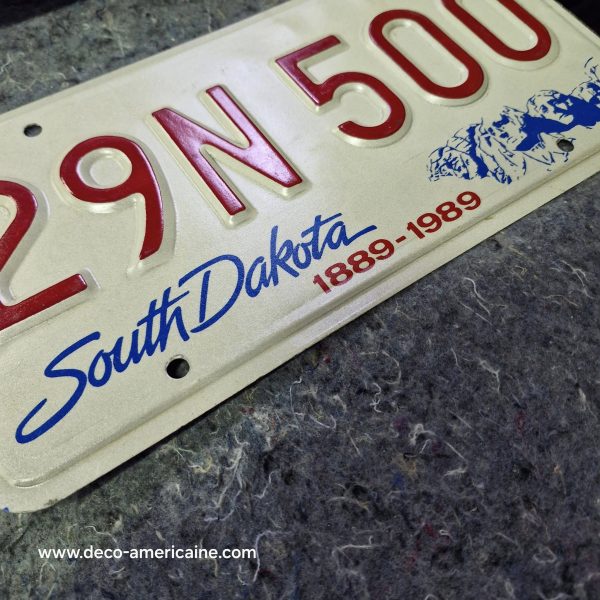 29N 500
South Dakota
1889-1989
www.deco-americaine.com